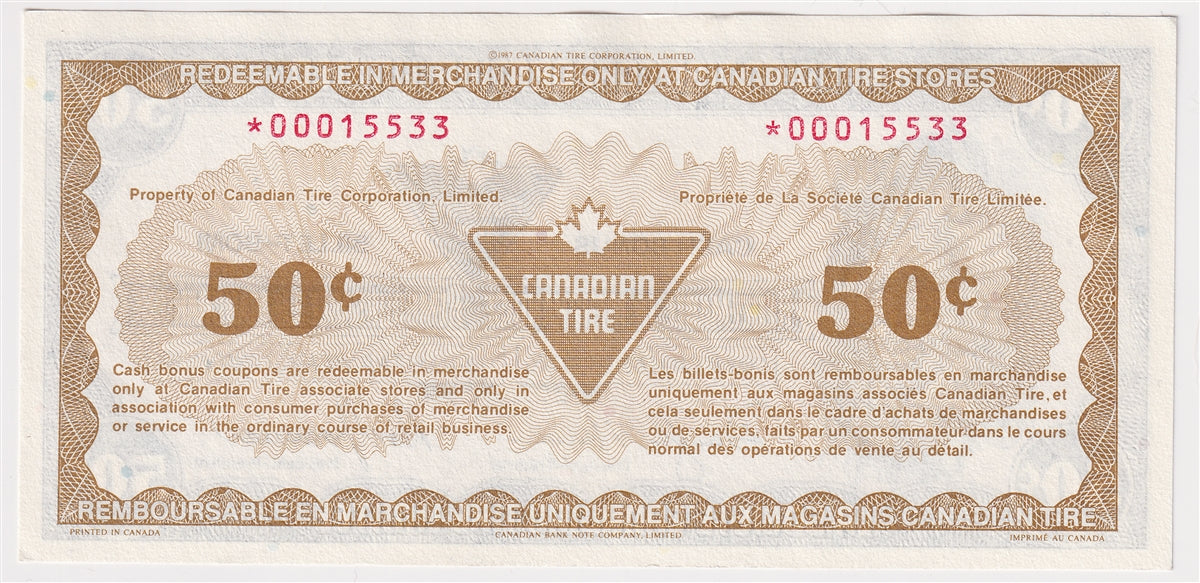 ©1987 CANADIAN TIRE CORPORATION, LIMITED.
REDEEMABLE IN MERCHANDISE ONLY AT CANADIAN TIRE STORES
*00015533 *00015533
Property of Canadian Tire Corporation, Limited.
Propriété de La Société Canadian Tire Limitée.
CANADIAN
TIRE
50¢ 50¢
Cash bonus coupons are redeemable in merchandise
only at Canadian Tire associate stores and only in
association with consumer purchases of merchandise
or service in the ordinary course of retail business.
Les billets-bonis sont remboursables en marchandise
uniquement aux magasins associés Canadian Tire, et
cela seulement dans le cadre d'achats de marchandises
ou de services, faits par un consommateur dans le cours
normal des opérations de vente au détail.
REMBOURSABLE EN MARCHANDISE UNIQUEMENT AUX MAGASINS CANADIAN TIRE
PRINTED IN CANADA
CANADIAN BANK NOTE COMPANY, LIMITED
IMPRIMÉ AU CANADA